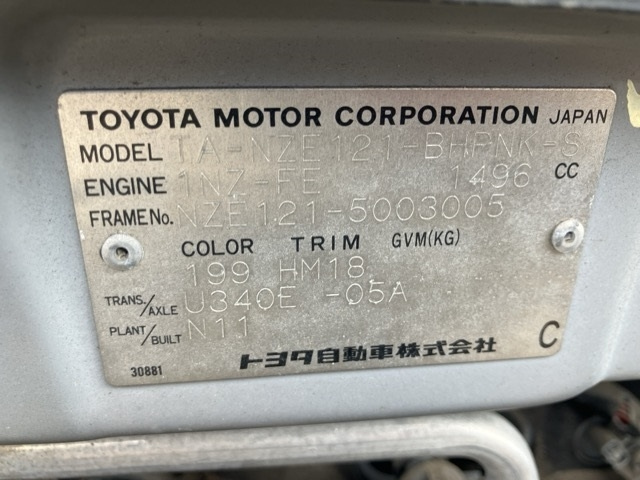 TOYOTA MOTOR CORPORATION JAPAN
MODEL TA-NZE121-BHPNK-S
ENGINE 1NZ-FE 1496 CC
FRAME No. NZE121-5003005
COLOR TRIM GVM(KG)
199 HM18
TRANS./AXLE U340E -05A
PLANT/BUILT N11
トヨタ自動車株式会社 C
30881